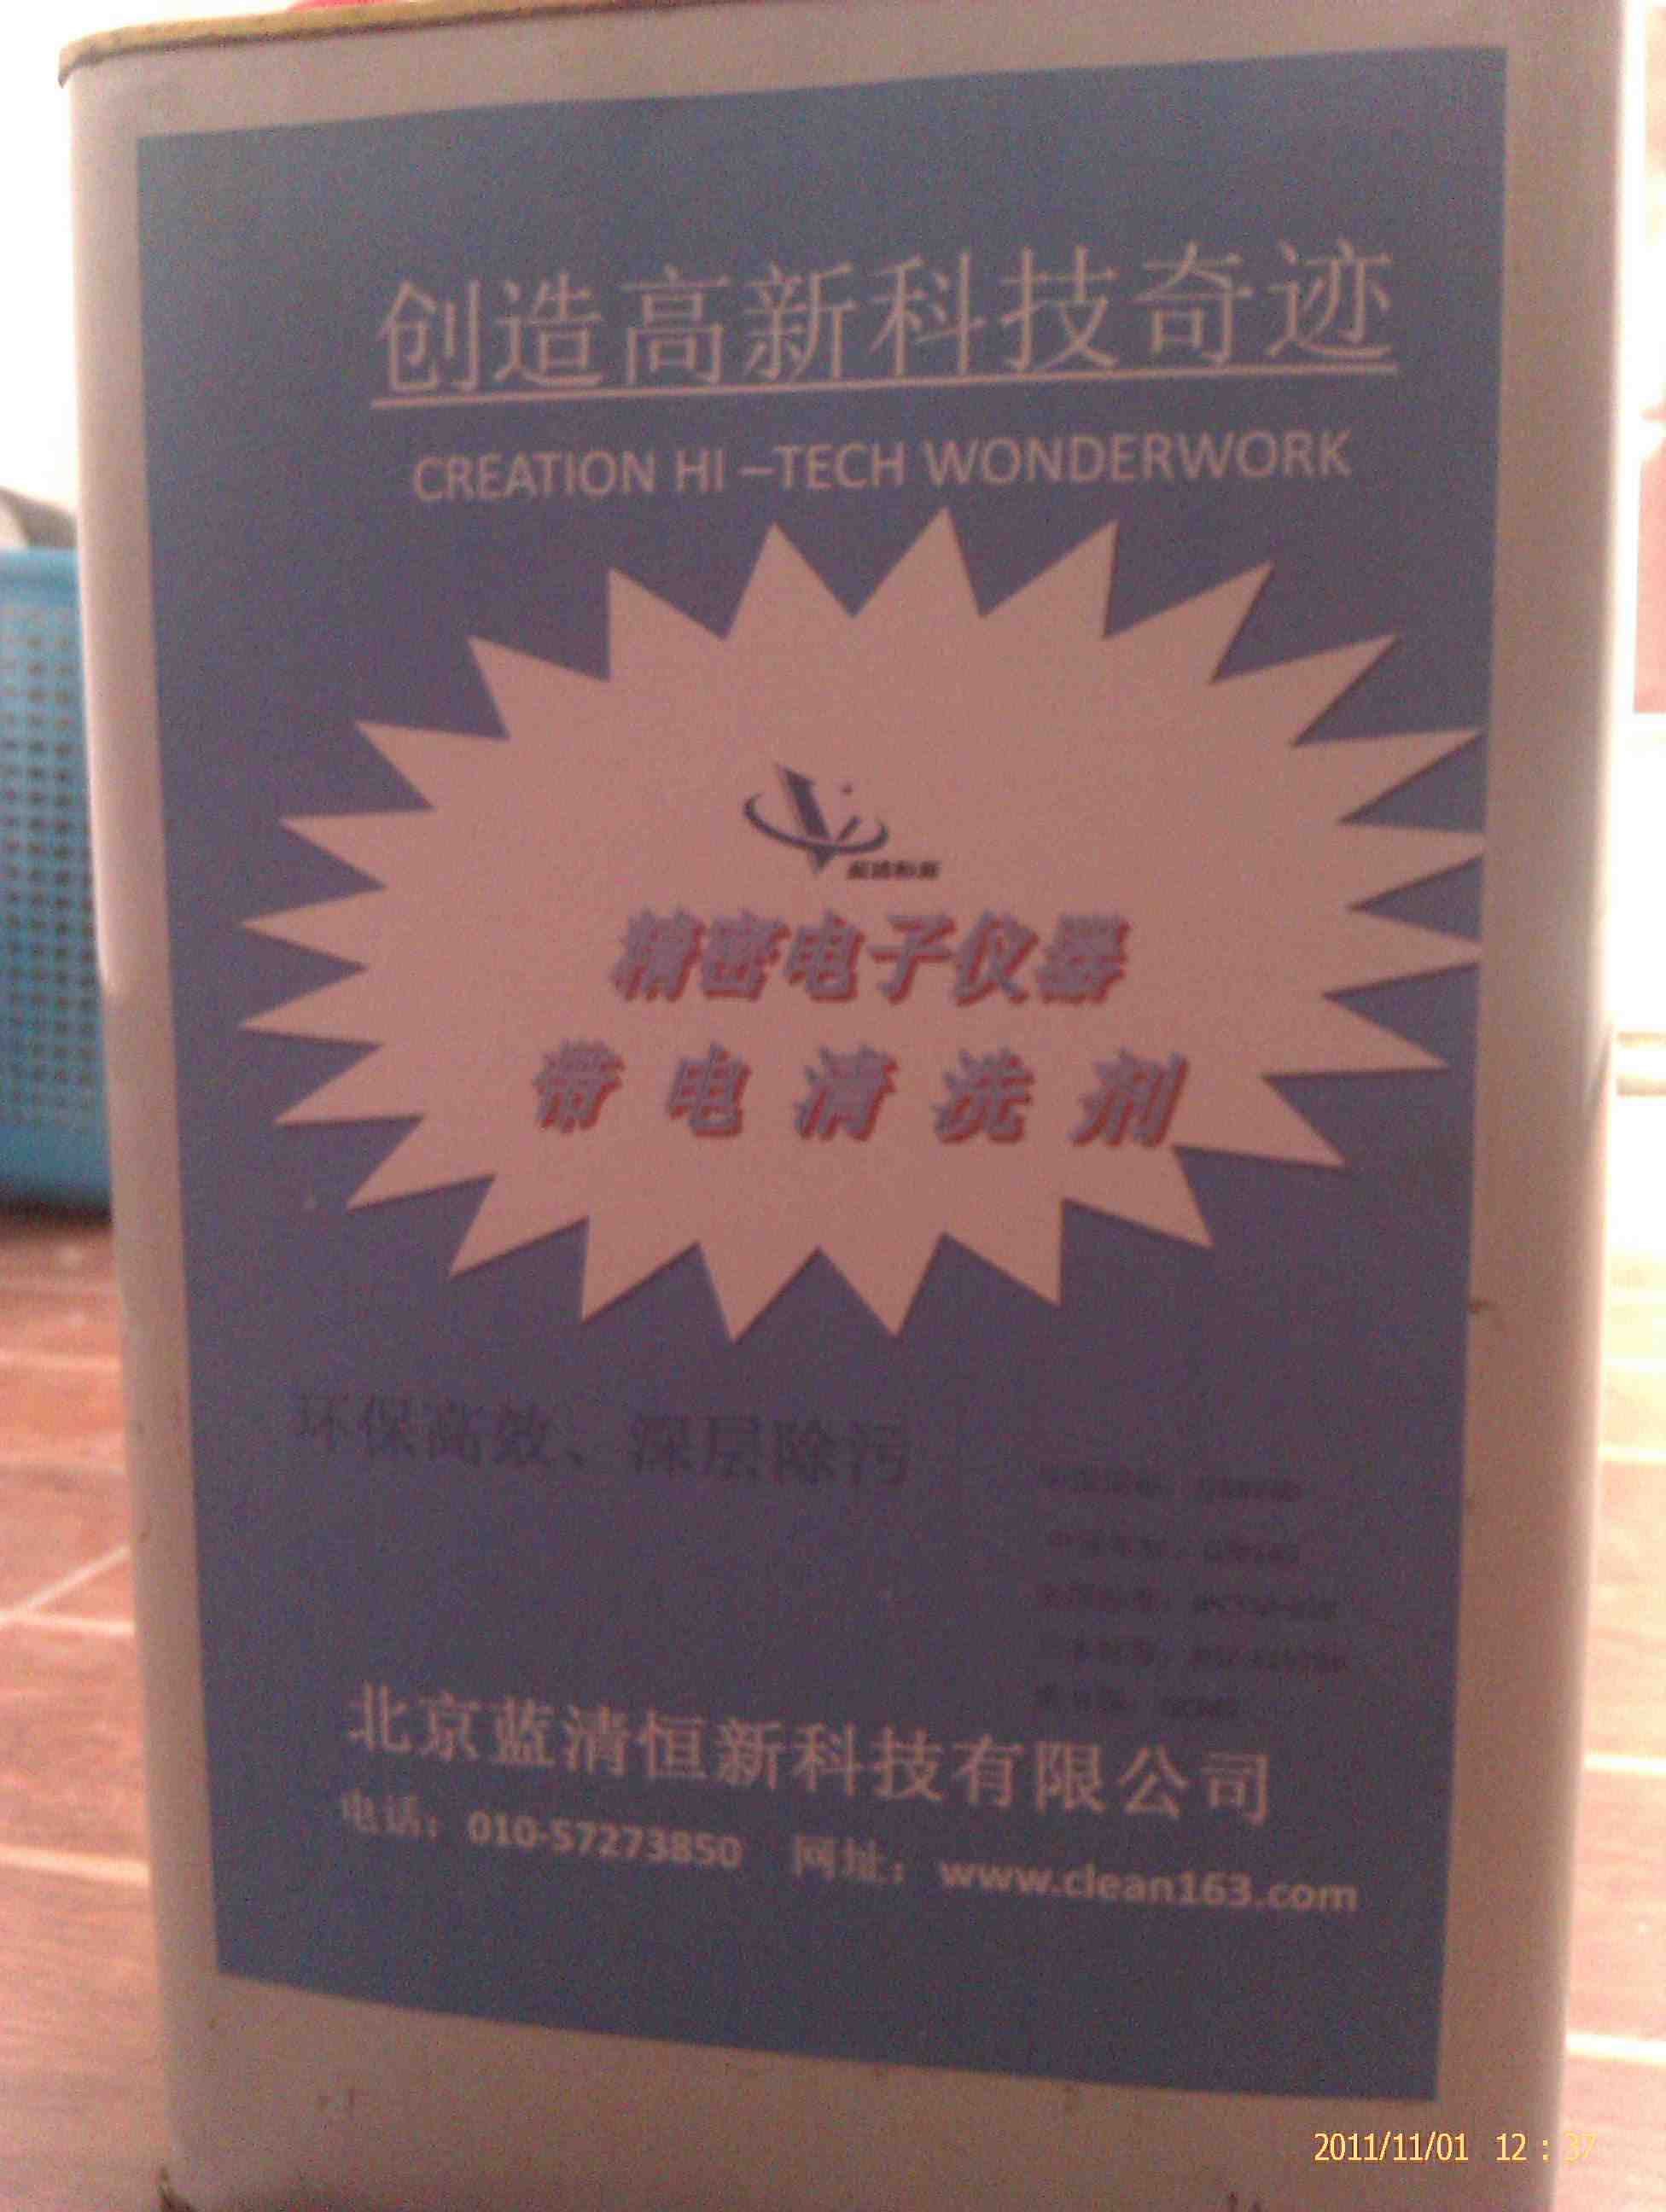 创造高新科技奇迹
CREATION HI –TECH WONDERWORK
精密电子仪器
带电清洗剂
环保高效、深层除污
北京蓝清恒新科技有限公司
电话：010-57273850 网址：www.clean163.com
2011/11/01 12：37